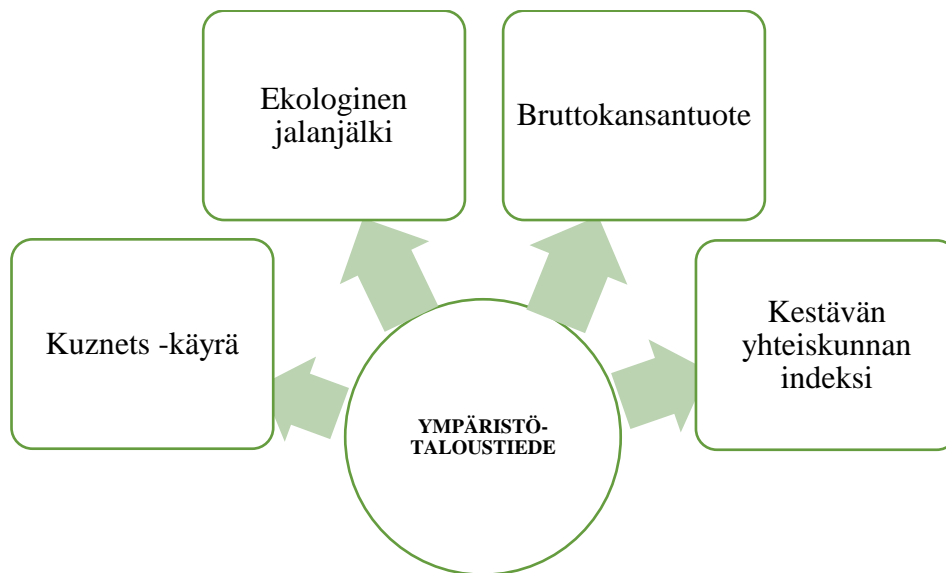 Ekologinen
jalanjälki
Bruttokansantuote
Kuznets -käyrä
Kestävän
yhteiskunnan
indeksi
YMPÄRISTÖ-
TALOUSTIEDE